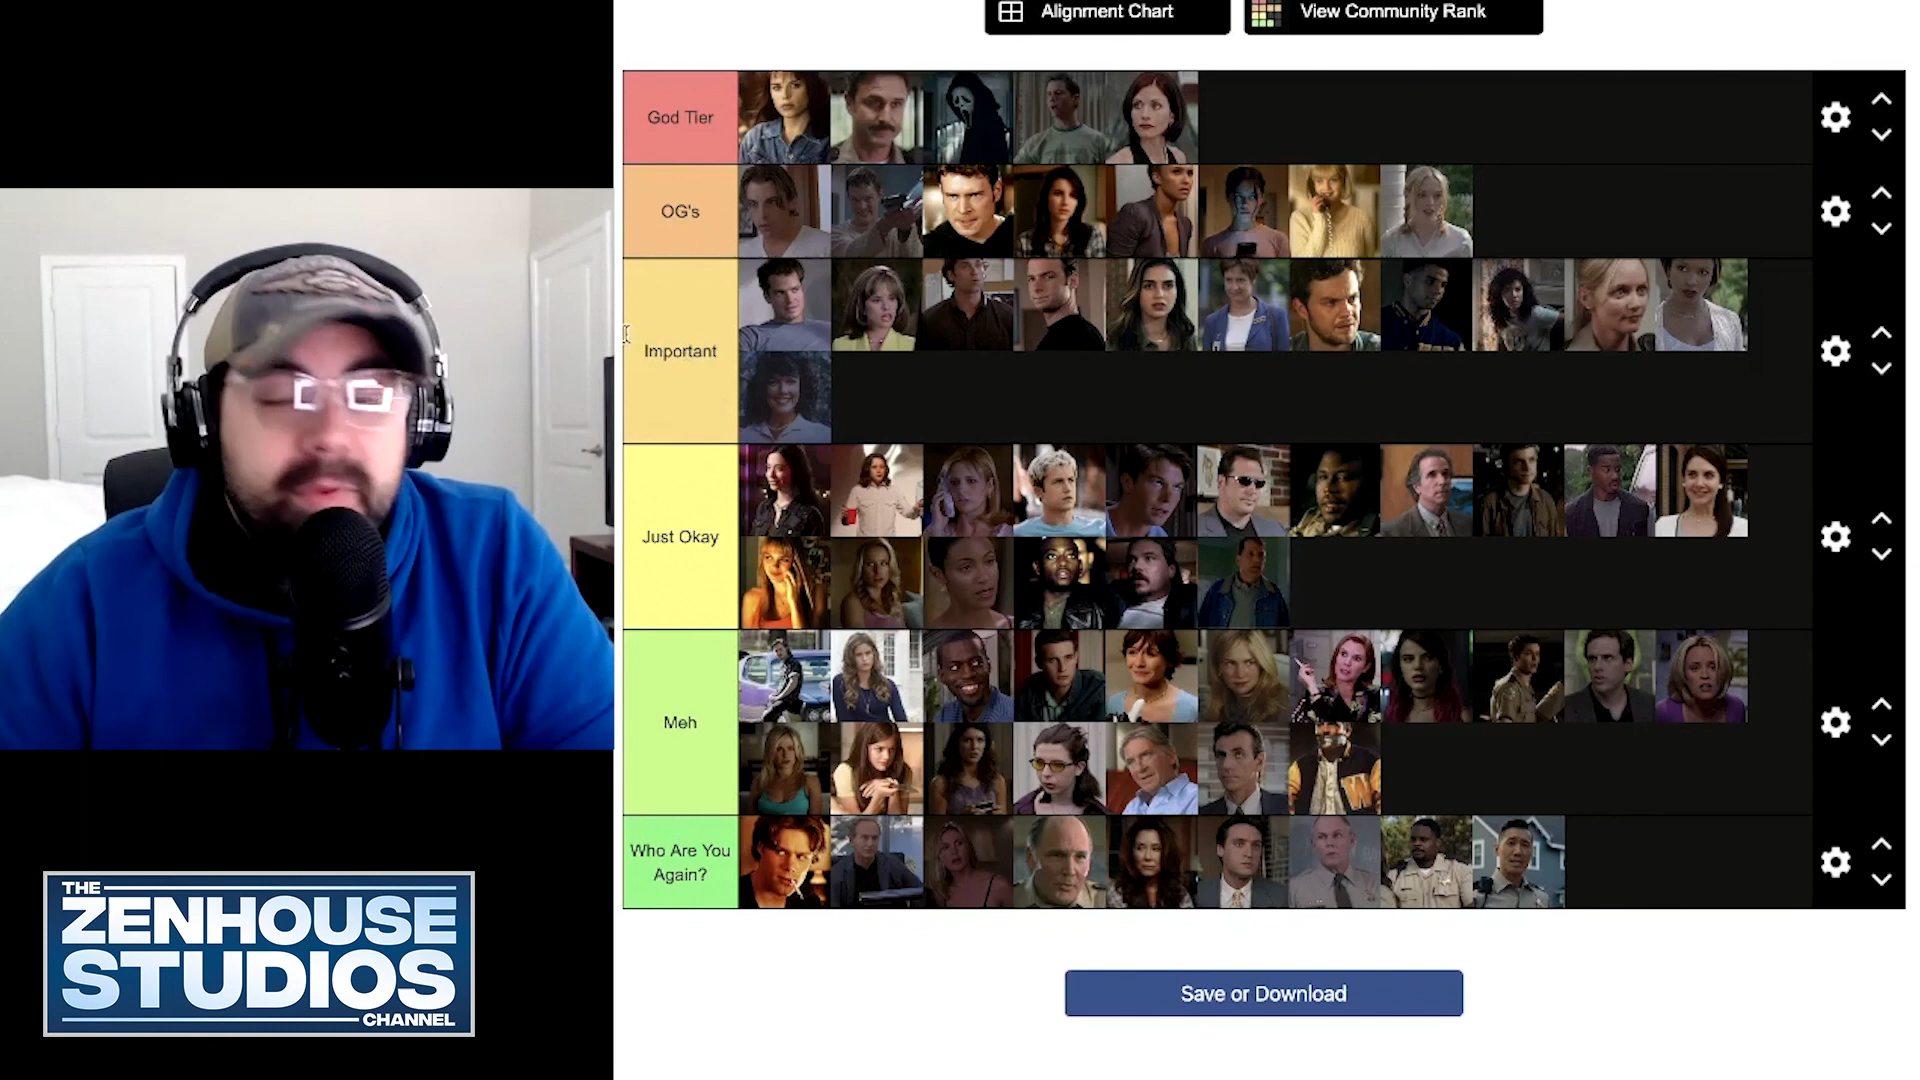 Alignment Chart
View Community Rank
God Tier
OG's
Important
Just Okay
Meh
Who Are You
Again?
Save or Download
THE
ZENHOUSE
STUDIOS
CHANNEL